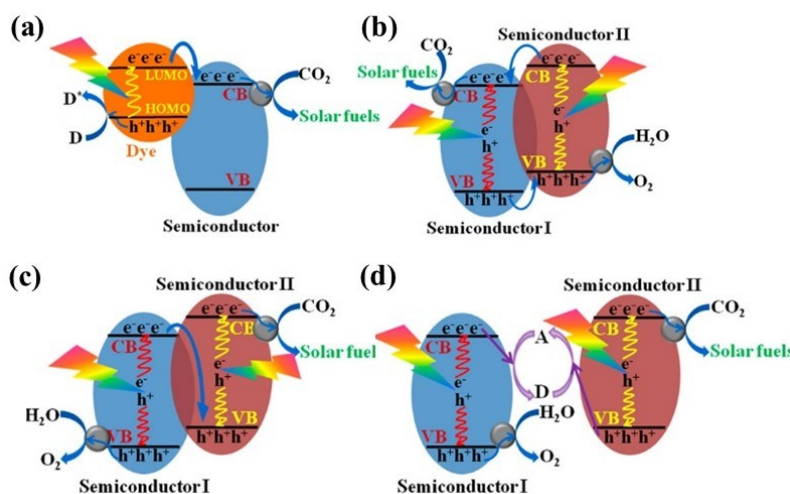 (a)
e⁻e⁻e⁻
LUMO
e⁻e⁻e⁻
CO₂
CB
D*
HOMO
Solar fuels
D
h⁺h⁺h⁺
Dye
VB
Semiconductor
(b)
Semiconductor II
CO₂
e⁻e⁻e⁻
Solar fuels
e⁻e⁻e⁻
CB
CB
e⁻
h⁺
e⁻
h⁺
H₂O
VB
VB
h⁺h⁺h⁺
O₂
h⁺h⁺h⁺
Semiconductor I
(c)
Semiconductor II
e⁻e⁻e⁻
CO₂
e⁻e⁻e⁻
CB
CB
Solar fuel
e⁻
h⁺
e⁻
h⁺
H₂O
VB
VB
h⁺h⁺h⁺
O₂
h⁺h⁺h⁺
Semiconductor I
(d)
Semiconductor II
e⁻e⁻e⁻
CO₂
e⁻e⁻e⁻
A
CB
CB
Solar fuels
e⁻
h⁺
e⁻
h⁺
D
H₂O
VB
VB
h⁺h⁺h⁺
O₂
h⁺h⁺h⁺
Semiconductor I